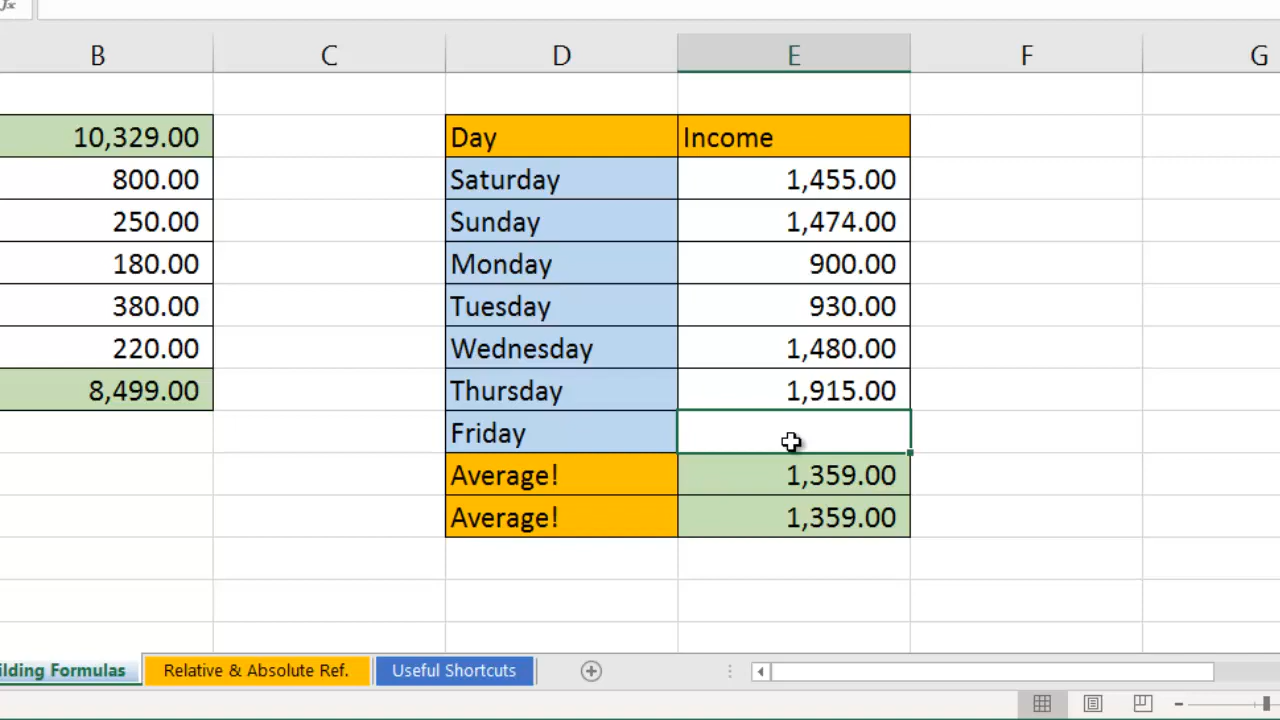 fx
B C D E F G
10,329.00 Day Income
800.00 Saturday 1,455.00
250.00 Sunday 1,474.00
180.00 Monday 900.00
380.00 Tuesday 930.00
220.00 Wednesday 1,480.00
8,499.00 Thursday 1,915.00
Friday
Average! 1,359.00
Average! 1,359.00
ilding Formulas Relative & Absolute Ref. Useful Shortcuts